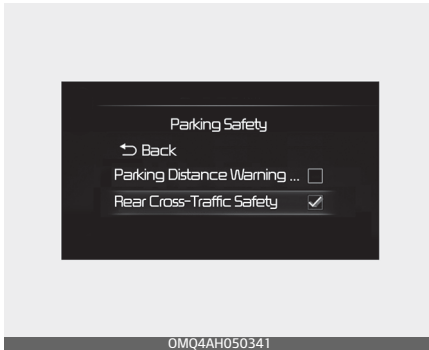 Parking Safety
Back
Parking Distance Warning ...
Rear Cross-Traffic Safety
OMQ4AH050341